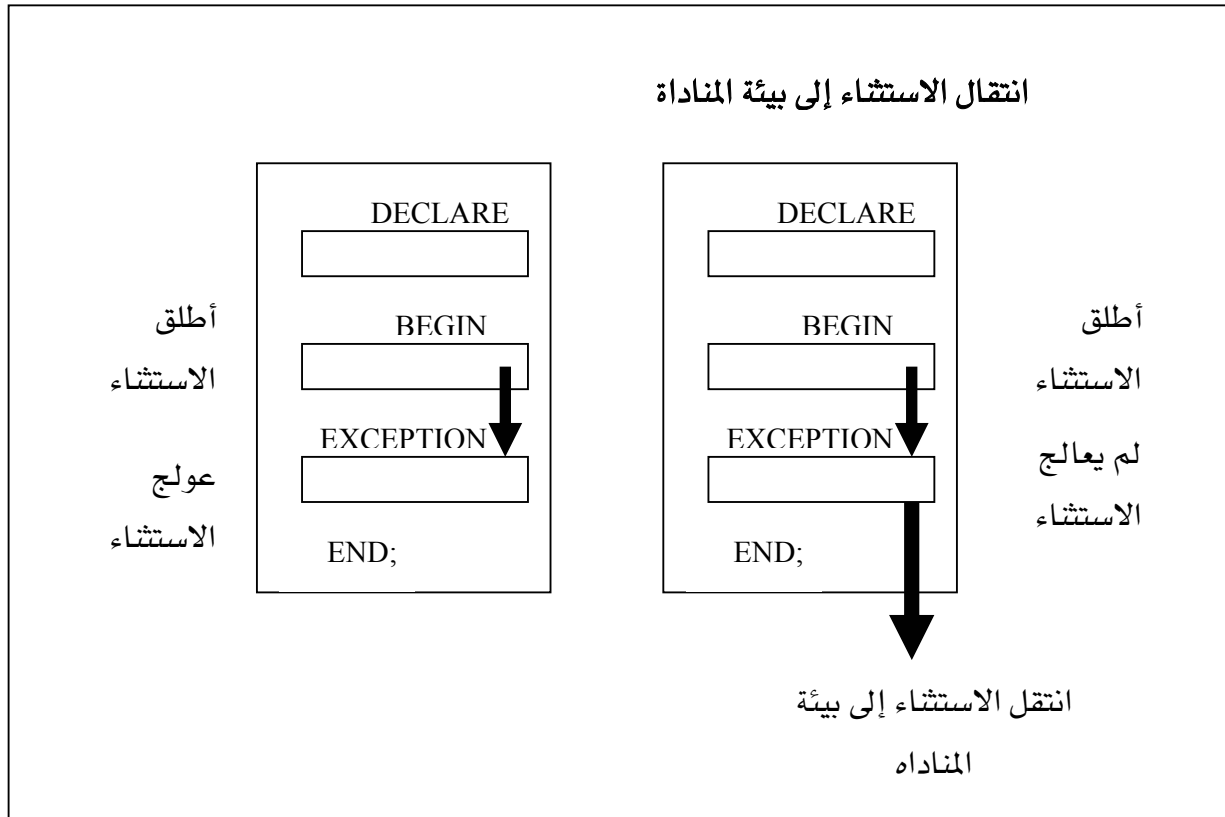 انتقال الاستثناء إلى بيئة المناداة
DECLARE
BEGIN
EXCEPTION
END;
أطلق
الاستثناء
لم يعالج
الاستثناء
انتقل الاستثناء إلى بيئة
المناداه
DECLARE
BEGIN
EXCEPTION
END;
أطلق
الاستثناء
عولج
الاستثناء